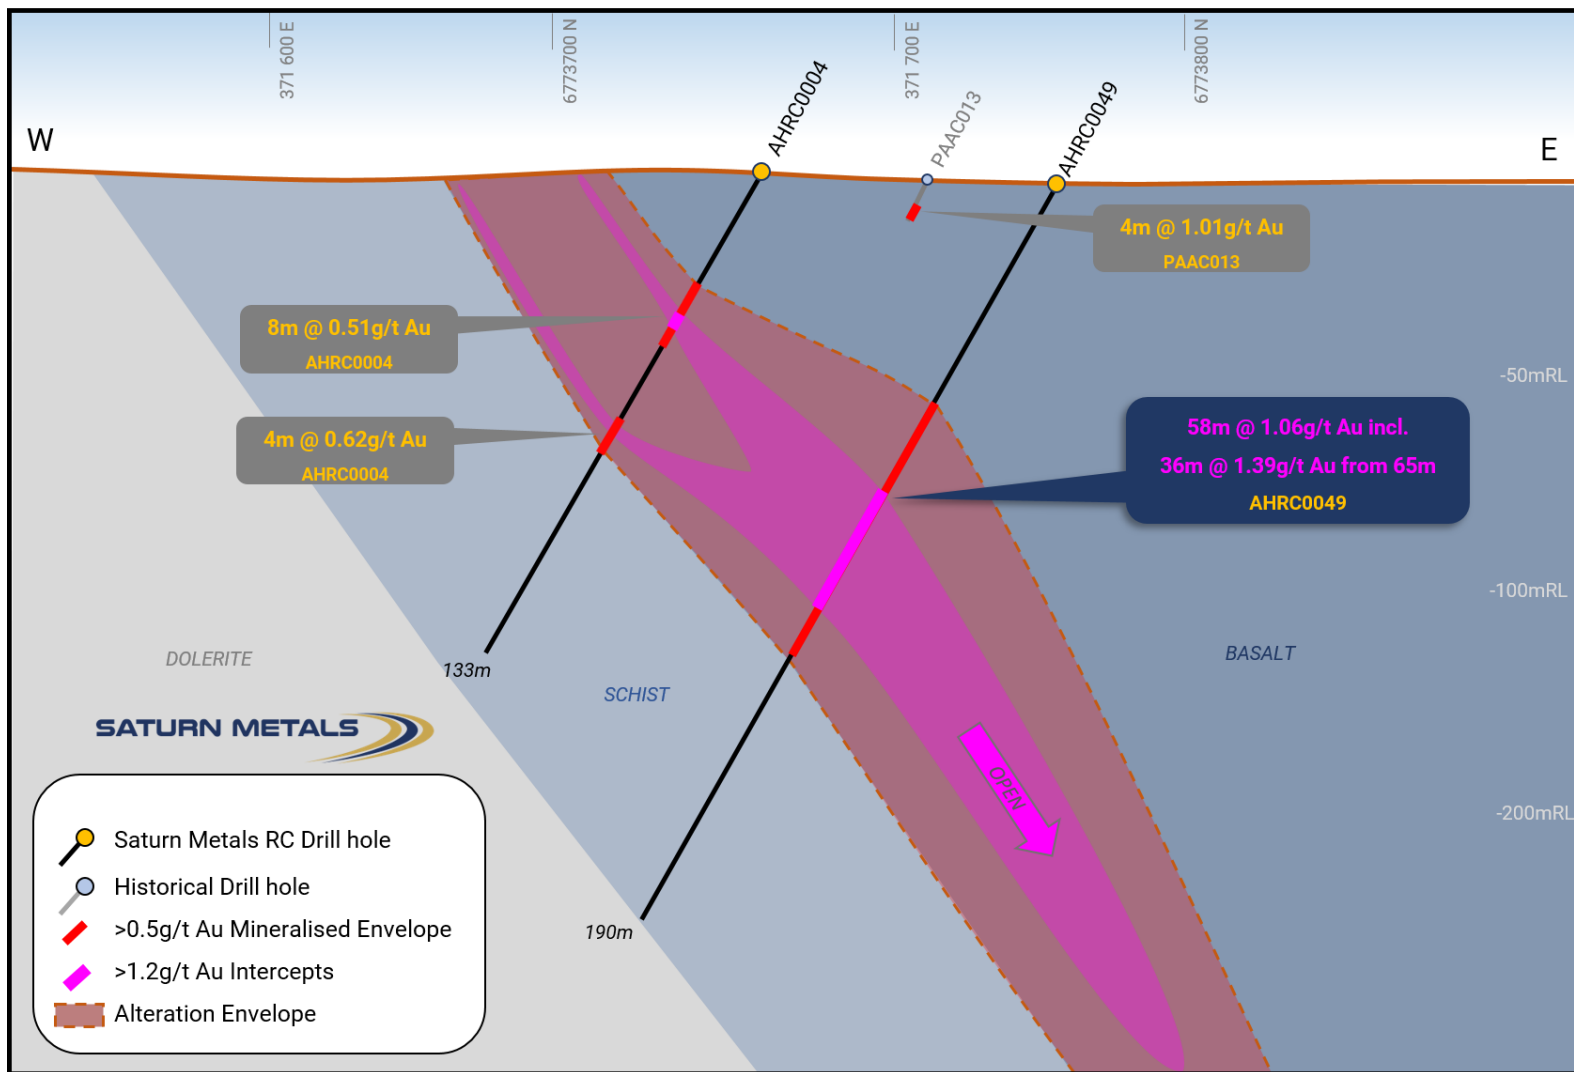 371 600 E
6773700 N
371 700 E
6773800 N
W
E
AHRC0004
PAAC013
AHRC0049
4m @ 1.01g/t Au
PAAC013
8m @ 0.51g/t Au
AHRC0004
-50mRL
4m @ 0.62g/t Au
AHRC0004
58m @ 1.06g/t Au incl.
36m @ 1.39g/t Au from 65m
AHRC0049
-100mRL
DOLERITE
133m
SCHIST
BASALT
SATURN METALS
OPEN
-200mRL
190m
Saturn Metals RC Drill hole
Historical Drill hole
>0.5g/t Au Mineralised Envelope
>1.2g/t Au Intercepts
Alteration Envelope